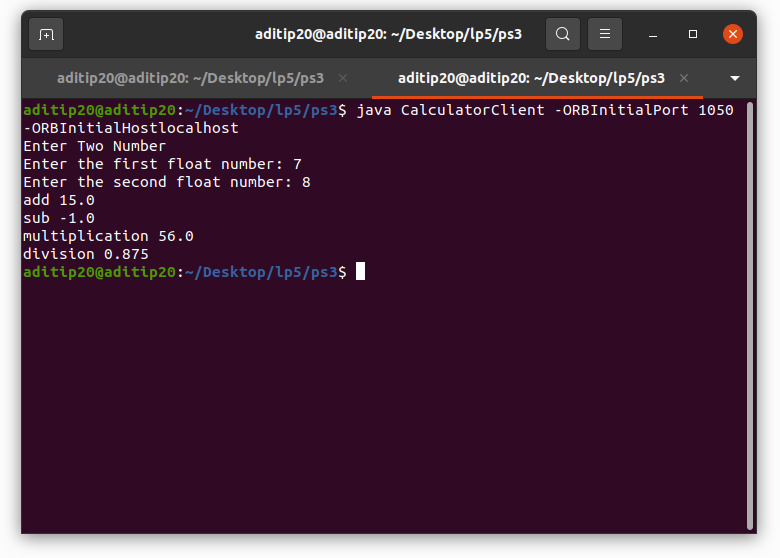 aditip20@aditip20: ~/Desktop/lp5/ps3
aditip20@aditip20: ~/Desktop/lp5/ps3
aditip20@aditip20: ~/Desktop/lp5/ps3
aditip20@aditip20:~/Desktop/lp5/ps3$ java CalculatorClient -ORBInitialPort 1050
-ORBInitialHostlocalhost
Enter Two Number
Enter the first float number: 7
Enter the second float number: 8
add 15.0
sub -1.0
multiplication 56.0
division 0.875
aditip20@aditip20:~/Desktop/lp5/ps3$